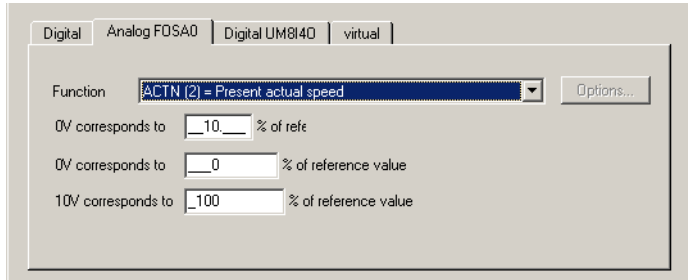 Digital Analog FOSA0 Digital UM8I4O virtual
Function ACTN (2) = Present actual speed Options...
0V corresponds to __10.___ % of refe
0V corresponds to ___0 % of reference value
10V corresponds to _100 % of reference value